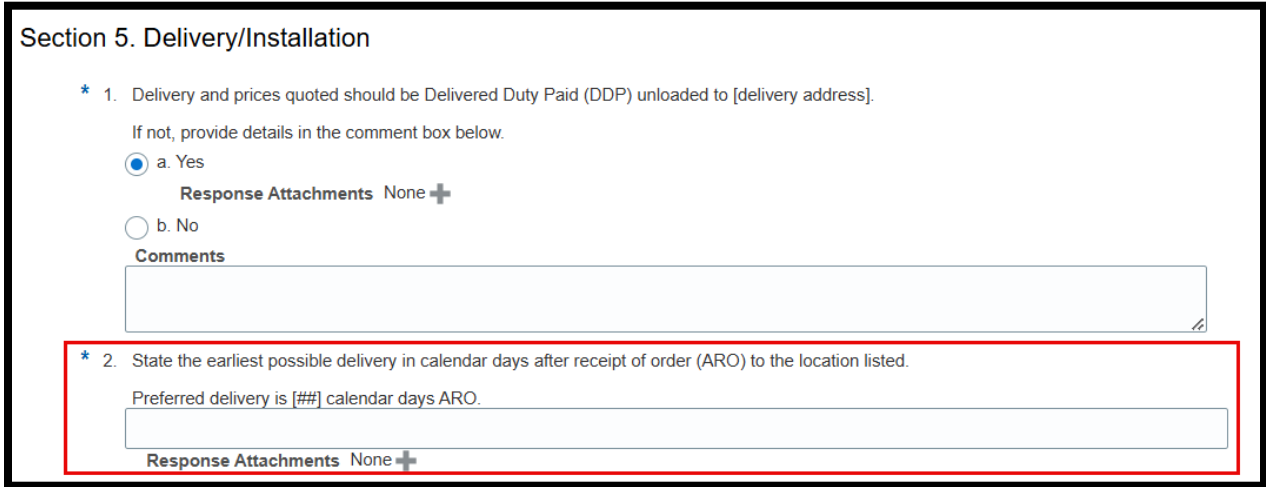 Section 5. Delivery/Installation
* 1. Delivery and prices quoted should be Delivered Duty Paid (DDP) unloaded to [delivery address].
If not, provide details in the comment box below.
a. Yes
Response Attachments None
b. No
Comments
* 2. State the earliest possible delivery in calendar days after receipt of order (ARO) to the location listed.
Preferred delivery is [##] calendar days ARO.
Response Attachments None